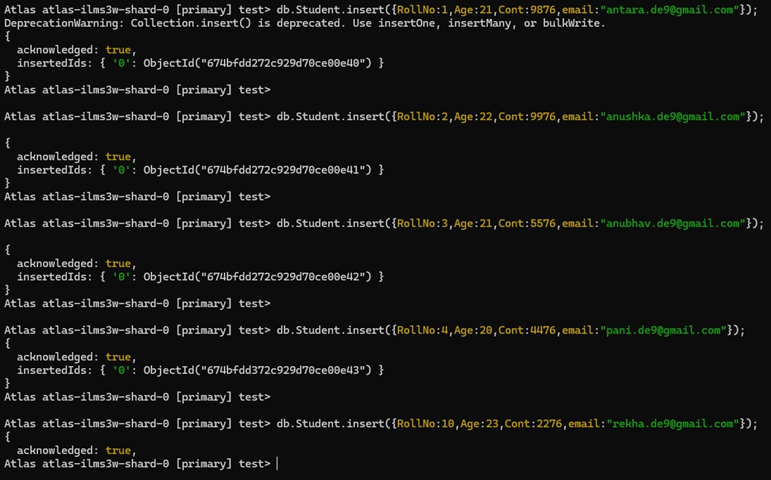 Atlas atlas-ilms3w-shard-0 [primary] test> db.Student.insert({RollNo:1,Age:21,Cont:9876,email:"antara.de9@gmail.com"});
DeprecationWarning: Collection.insert() is deprecated. Use insertOne, insertMany, or bulkWrite.
{
  acknowledged: true,
  insertedIds: { '0': ObjectId("674bfdd272c929d70ce00e40") }
}
Atlas atlas-ilms3w-shard-0 [primary] test>
Atlas atlas-ilms3w-shard-0 [primary] test> db.Student.insert({RollNo:2,Age:22,Cont:9976,email:"anushka.de9@gmail.com"});
{
  acknowledged: true,
  insertedIds: { '0': ObjectId("674bfdd272c929d70ce00e41") }
}
Atlas atlas-ilms3w-shard-0 [primary] test>
Atlas atlas-ilms3w-shard-0 [primary] test> db.Student.insert({RollNo:3,Age:21,Cont:5576,email:"anubhav.de9@gmail.com"});
{
  acknowledged: true,
  insertedIds: { '0': ObjectId("674bfdd272c929d70ce00e42") }
}
Atlas atlas-ilms3w-shard-0 [primary] test>
Atlas atlas-ilms3w-shard-0 [primary] test> db.Student.insert({RollNo:4,Age:20,Cont:4476,email:"pani.de9@gmail.com"});
{
  acknowledged: true,
  insertedIds: { '0': ObjectId("674bfdd372c929d70ce00e43") }
}
Atlas atlas-ilms3w-shard-0 [primary] test>
Atlas atlas-ilms3w-shard-0 [primary] test> db.Student.insert({RollNo:10,Age:23,Cont:2276,email:"rekha.de9@gmail.com"});
{
  acknowledged: true,
Atlas atlas-ilms3w-shard-0 [primary] test>